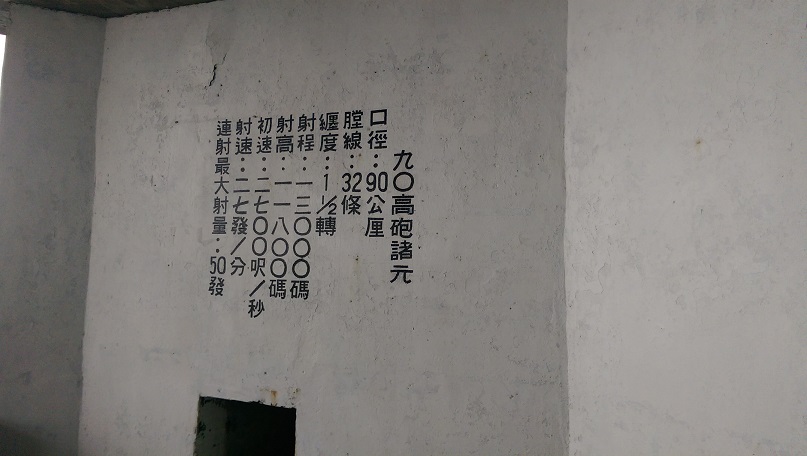 九〇高砲諸元
口徑：90公厘
膛線：32條
纏度：1 1/2轉
射程：一三〇〇〇碼
射高：一一八〇〇碼
初速：二七〇〇呎/秒
射速：二七發/分
連射最大射量：50發